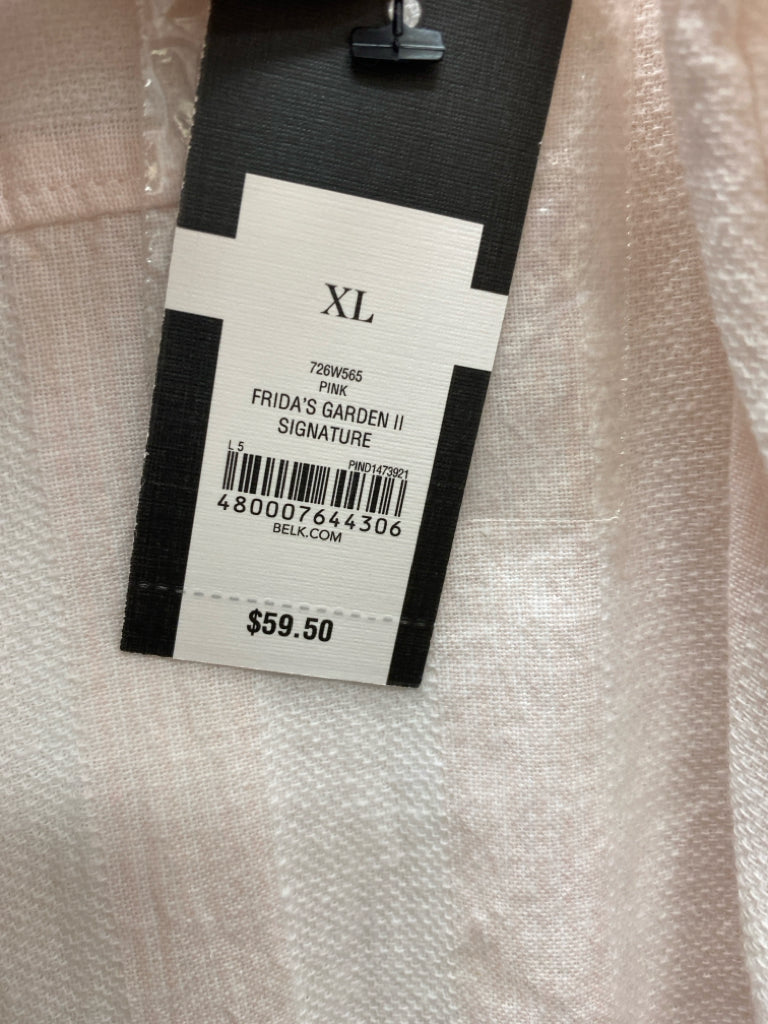 XL
726W565
PINK
FRIDA'S GARDEN II
SIGNATURE
L 5
PIND1473921
480007644306
BELK.COM
$59.50